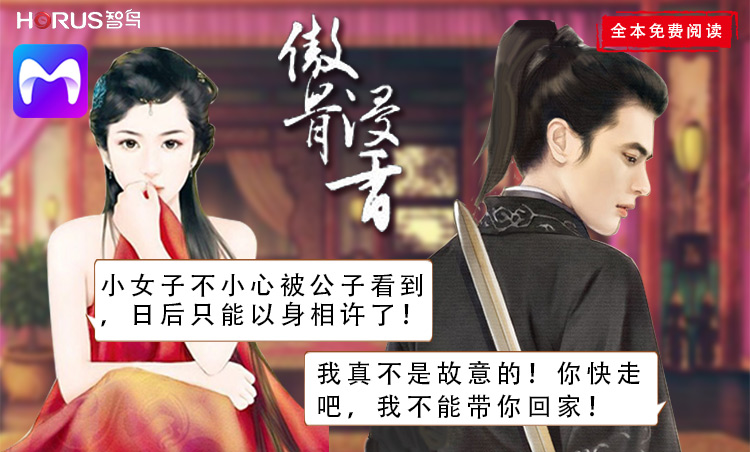 HORUS智鸟
全本免费阅读
傲骨浸香
小女子不小心被公子看到
，日后只能以身相许了！
我真不是故意的！你快走
吧，我不能带你回家！